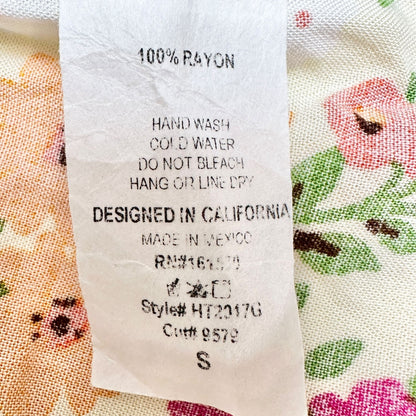 100% RAYON
HAND WASH
COLD WATER
DO NOT BLEACH
HANG OR LINE DRY
DESIGNED IN CALIFORNIA
MADE IN MEXICO
Style# HT2317G
Cut# 9579
S